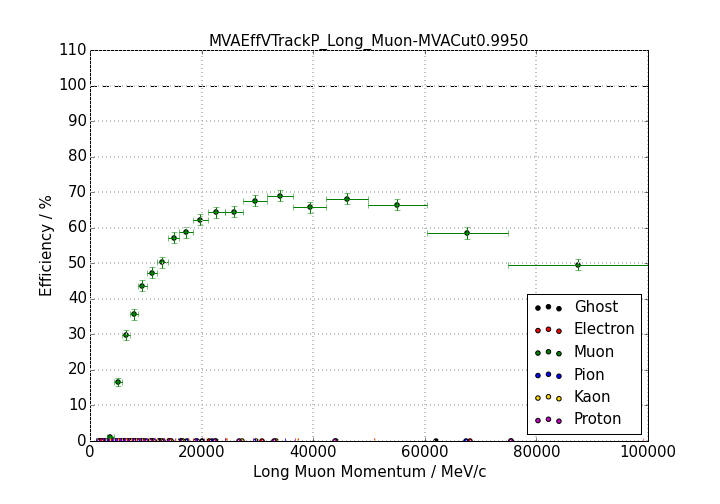 MVAEffVTrackP_Long_Muon-MVACut0.9950
110
100
90
80
70
60
50
40
30
20
10
0
Efficiency / %
0 20000 40000 60000 80000 100000
Long Muon Momentum / MeV/c
Ghost
Electron
Muon
Pion
Kaon
Proton